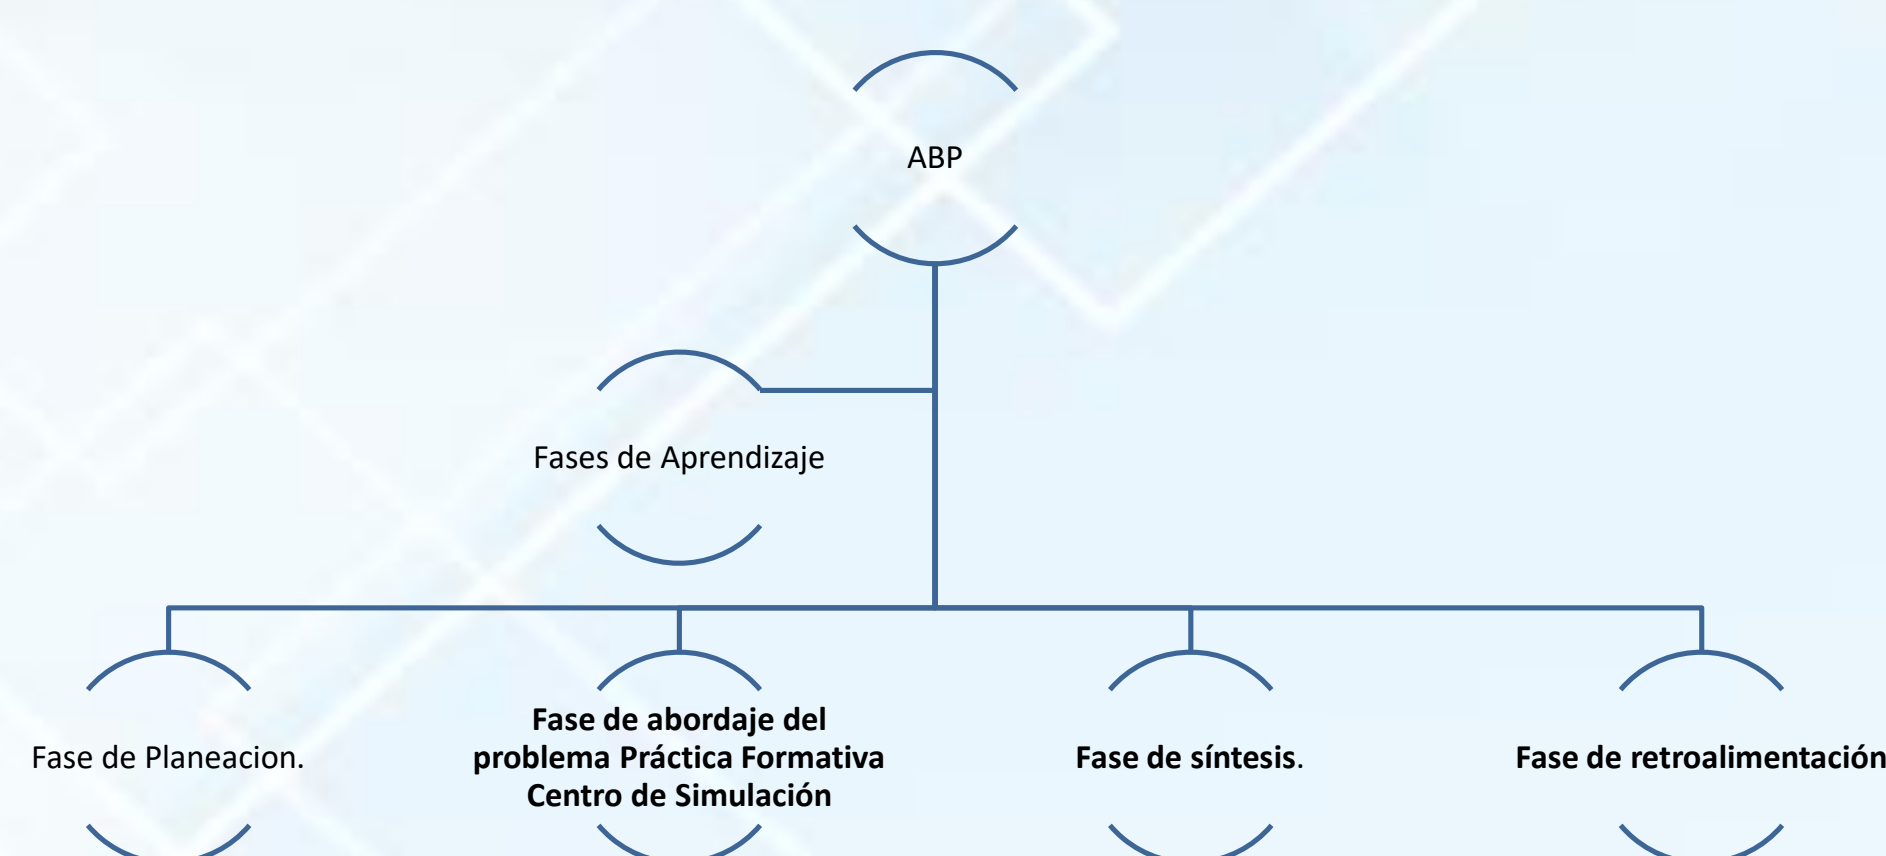 ABP
Fases de Aprendizaje
Fase de Planeacion.
Fase de abordaje del
problema Práctica Formativa
Centro de Simulación
Fase de síntesis.
Fase de retroalimentación